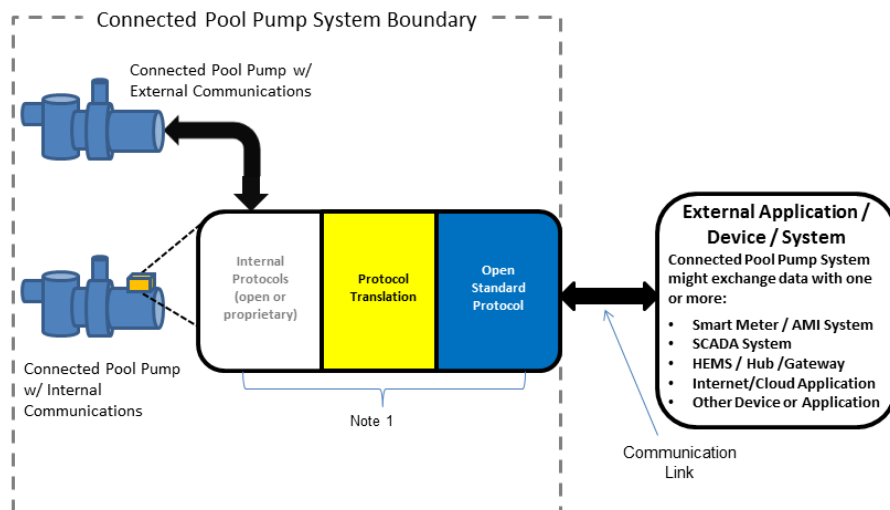 Connected Pool Pump System Boundary
Connected Pool Pump w/
External Communications
Internal
Protocols
(open or
proprietary)
Protocol
Translation
Open
Standard
Protocol
Connected Pool Pump
w/ Internal
Communications
Note 1
External Application /
Device / System
Connected Pool Pump System
might exchange data with one
or more:
• Smart Meter / AMI System
• SCADA System
• HEMS / Hub /Gateway
• Internet/Cloud Application
• Other Device or Application
Communication
Link